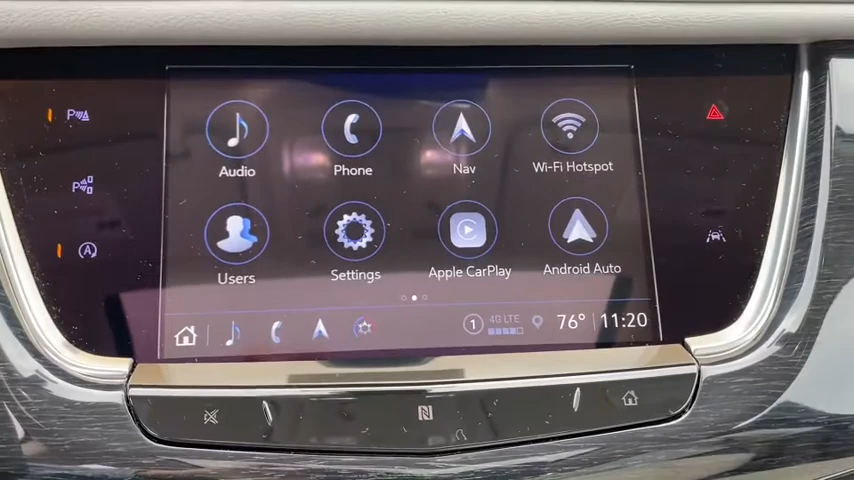 Audio
Phone
Nav
Wi-Fi Hotspot
Users
Settings
Apple CarPlay
Android Auto
1
4G LTE
76°
11:20